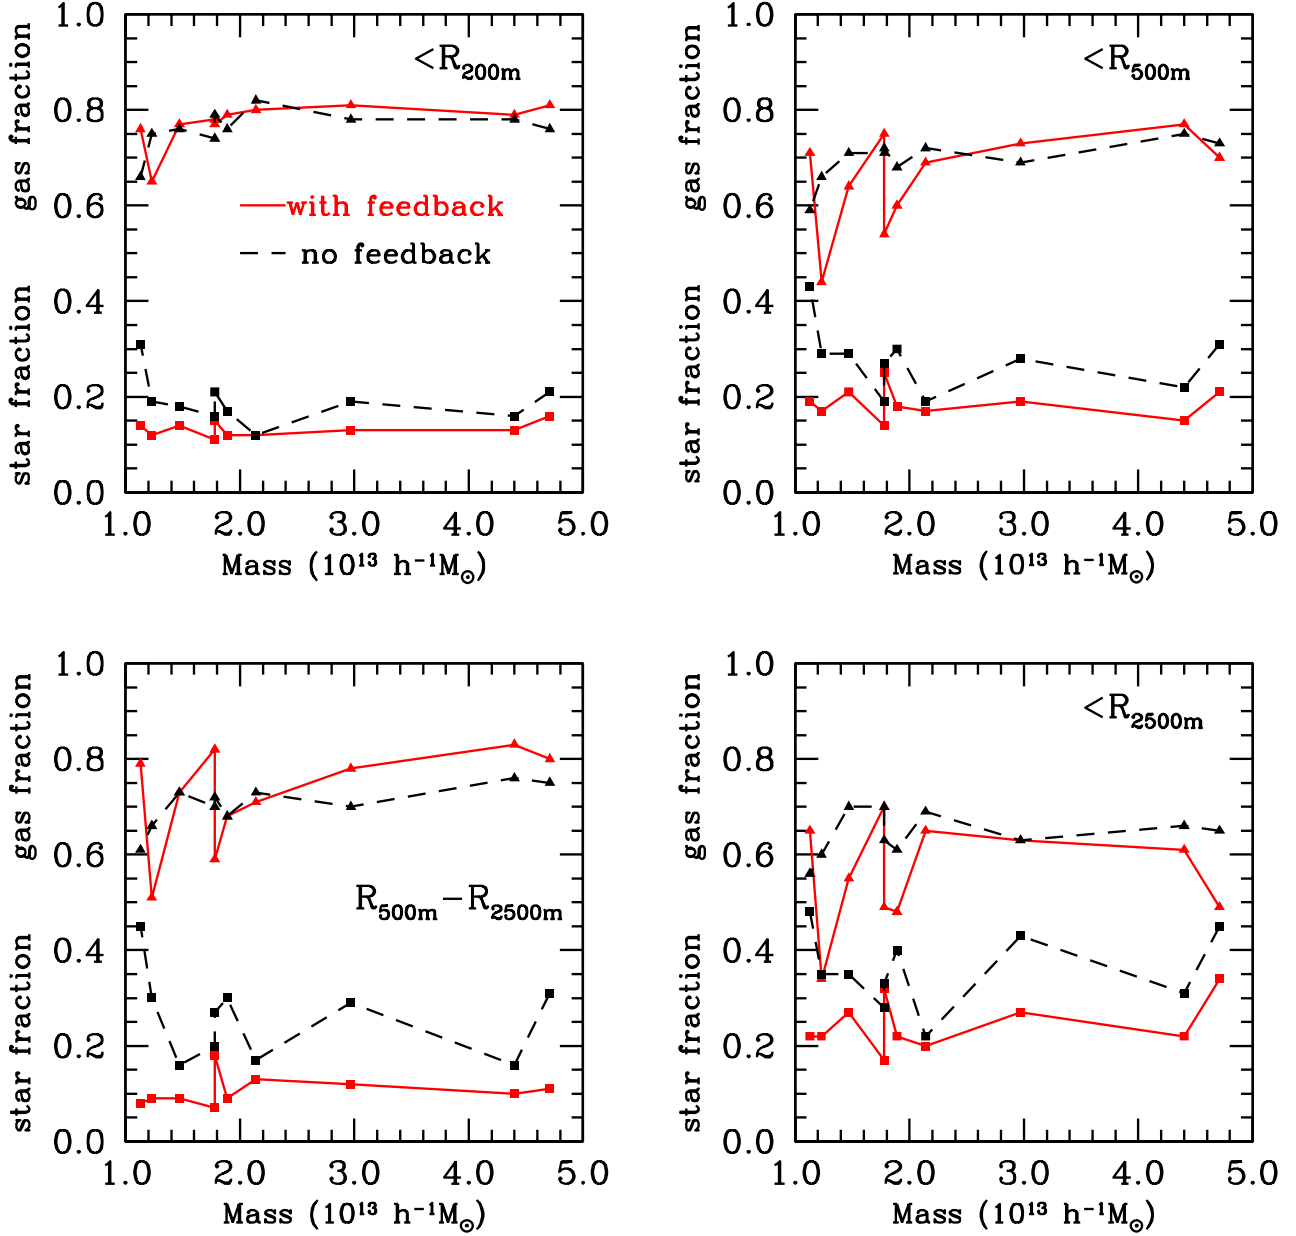 1.0
0.8
0.6
0.4
0.2
0.0
gas fraction
star fraction
<R200m
with feedback
no feedback
1.0 2.0 3.0 4.0 5.0
Mass (10¹³ h⁻¹M☉)
1.0
0.8
0.6
0.4
0.2
0.0
gas fraction
star fraction
<R500m
1.0 2.0 3.0 4.0 5.0
Mass (10¹³ h⁻¹M☉)
1.0
0.8
0.6
0.4
0.2
0.0
gas fraction
star fraction
R500m−R2500m
1.0 2.0 3.0 4.0 5.0
Mass (10¹³ h⁻¹M☉)
1.0
0.8
0.6
0.4
0.2
0.0
gas fraction
star fraction
<R2500m
1.0 2.0 3.0 4.0 5.0
Mass (10¹³ h⁻¹M☉)